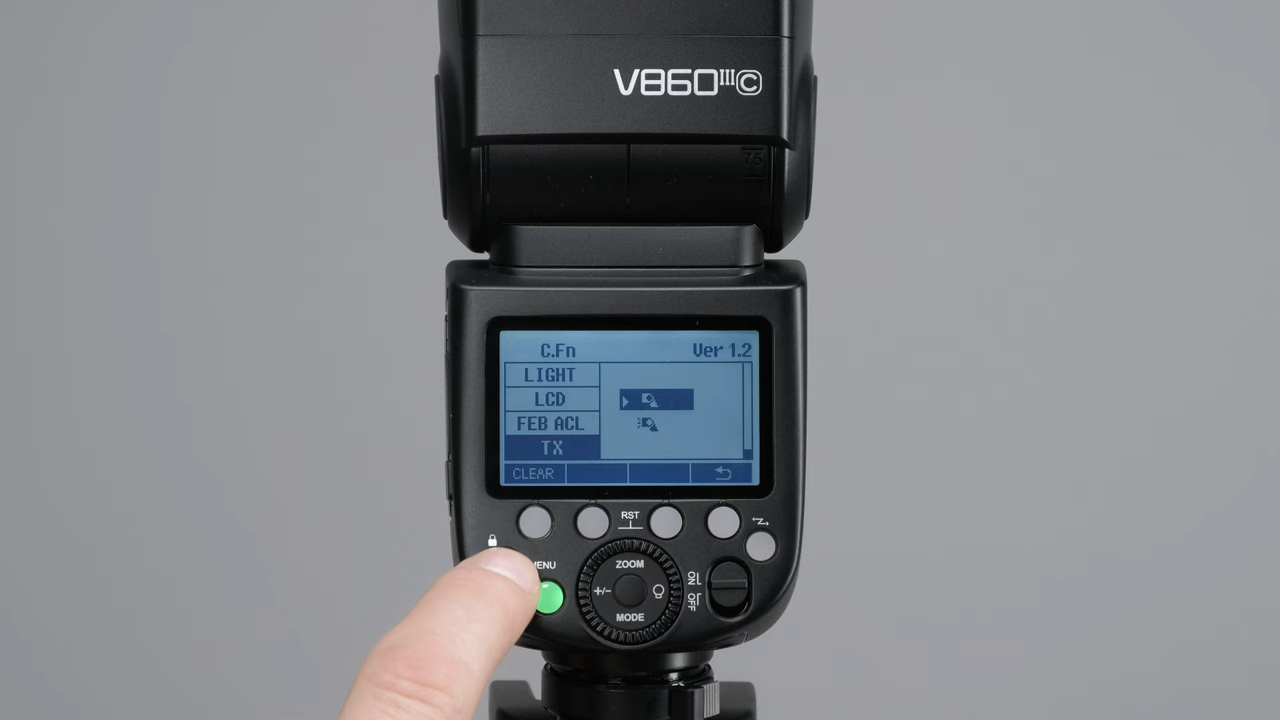 V860IIIC
75
C.Fn Ver 1.2
LIGHT
LCD
FEB ACL
TX
CLEAR
RST
MENU
ZOOM
+/-
MODE
ON
OFF